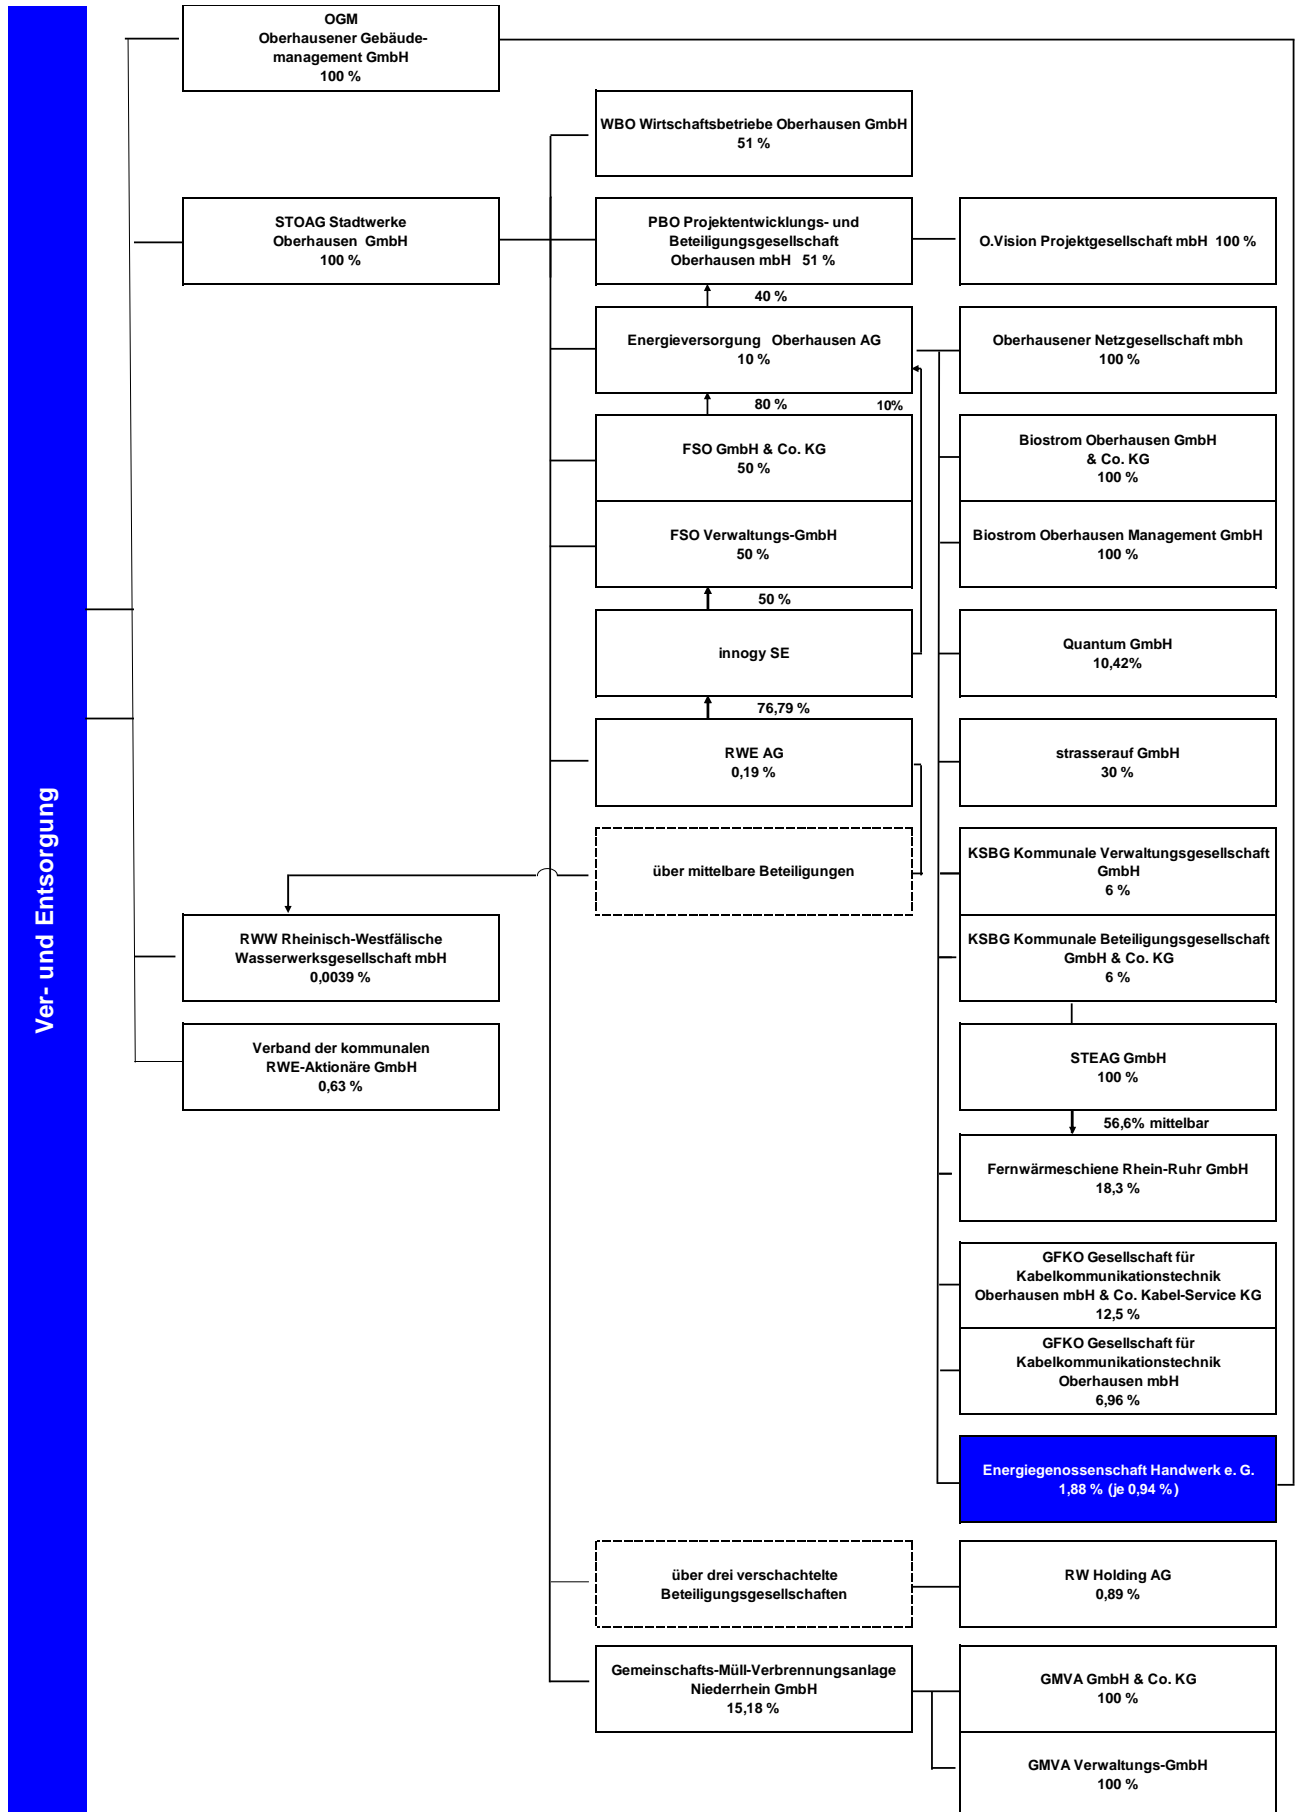 Ver- und Entsorgung
OGM
Oberhausener Gebäude-
management GmbH
100 %
WBO Wirtschaftsbetriebe Oberhausen GmbH
51 %
STOAG Stadtwerke
Oberhausen GmbH
100 %
PBO Projektentwicklungs- und
Beteiligungsgesellschaft
Oberhausen mbH 51 %
O.Vision Projektgesellschaft mbH 100 %
40 %
Energieversorgung Oberhausen AG
10 %
Oberhausener Netzgesellschaft mbh
100 %
80 %
10%
FSO GmbH & Co. KG
50 %
Biostrom Oberhausen GmbH
& Co. KG
100 %
FSO Verwaltungs-GmbH
50 %
Biostrom Oberhausen Management GmbH
100 %
50 %
innogy SE
Quantum GmbH
10,42%
76,79 %
RWE AG
0,19 %
strasserauf GmbH
30 %
über mittelbare Beteiligungen
KSBG Kommunale Verwaltungsgesellschaft
GmbH
6 %
RWW Rheinisch-Westfälische
Wasserwerksgesellschaft mbH
0,0039 %
KSBG Kommunale Beteiligungsgesellschaft
GmbH & Co. KG
6 %
Verband der kommunalen
RWE-Aktionäre GmbH
0,63 %
STEAG GmbH
100 %
56,6% mittelbar
Fernwärmeschiene Rhein-Ruhr GmbH
18,3 %
GFKO Gesellschaft für
Kabelkommunikationstechnik
Oberhausen mbH & Co. Kabel-Service KG
12,5 %
GFKO Gesellschaft für
Kabelkommunikationstechnik
Oberhausen mbH
6,96 %
Energiegenossenschaft Handwerk e. G.
1,88 % (je 0,94 %)
über drei verschachtelte
Beteiligungsgesellschaften
RW Holding AG
0,89 %
Gemeinschafts-Müll-Verbrennungsanlage
Niederrhein GmbH
15,18 %
GMVA GmbH & Co. KG
100 %
GMVA Verwaltungs-GmbH
100 %